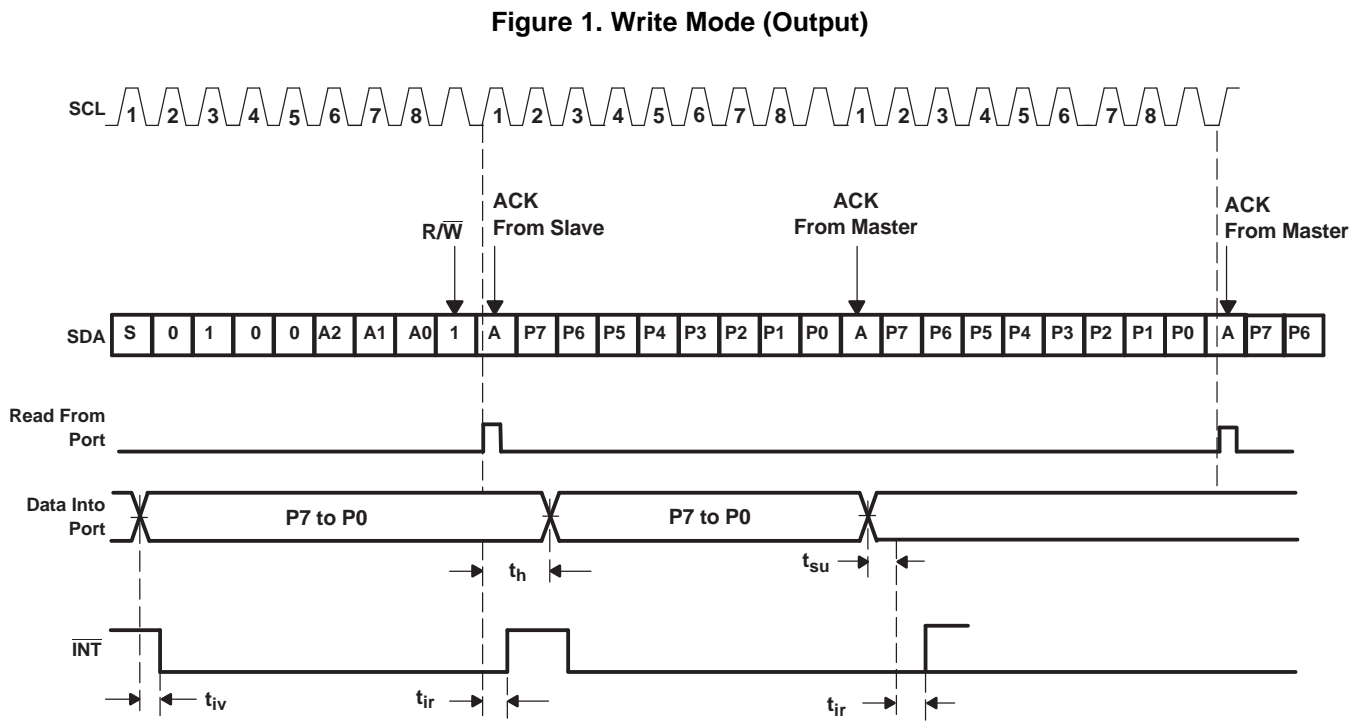 Figure 1. Write Mode (Output)
SCL 1 2 3 4 5 6 7 8 1 2 3 4 5 6 7 8 1 2 3 4 5 6 7 8
R/W̅
ACK
From Slave
ACK
From Master
ACK
From Master
SDA S 0 1 0 0 A2 A1 A0 1 A P7 P6 P5 P4 P3 P2 P1 P0 A P7 P6 P5 P4 P3 P2 P1 P0 A P7 P6
Read From
Port
Data Into
Port
P7 to P0 P7 to P0
th tsu
I̅N̅T̅
tiv tir tir